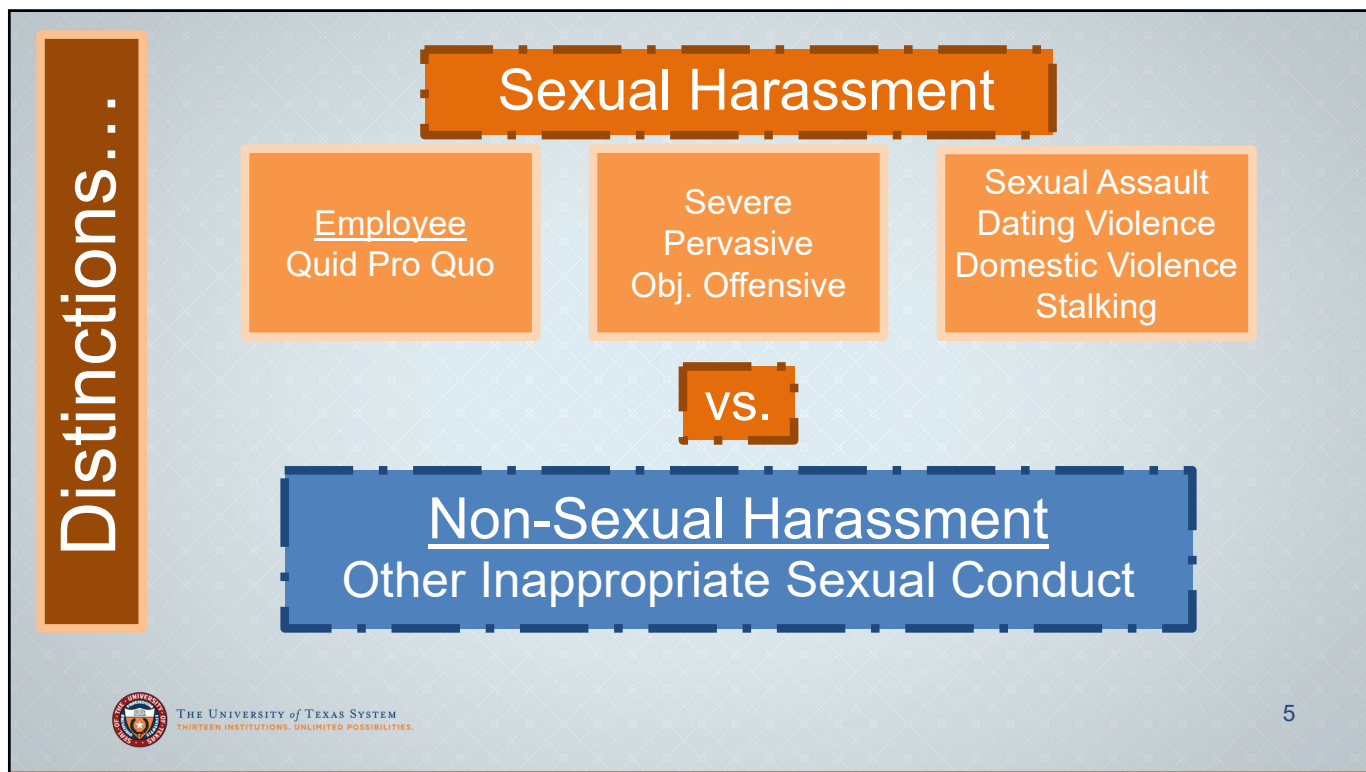 Distinctions...
Sexual Harassment
Employee
Quid Pro Quo
Severe
Pervasive
Obj. Offensive
Sexual Assault
Dating Violence
Domestic Violence
Stalking
vs.
Non-Sexual Harassment
Other Inappropriate Sexual Conduct
THE UNIVERSITY of TEXAS SYSTEM
THIRTEEN INSTITUTIONS. UNLIMITED POSSIBILITIES.
5